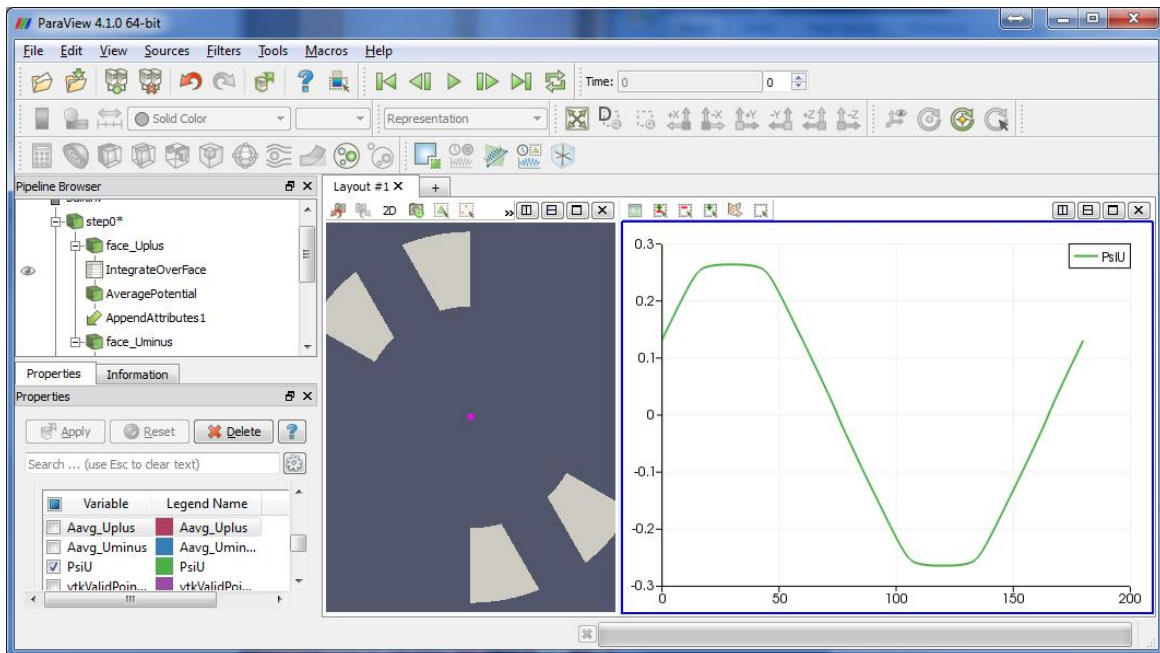 ParaView 4.1.0 64-bit
File Edit View Sources Filters Tools Macros Help
Time: 0 0
Solid Color Representation
+X -X +Y -Y +Z -Z
Pipeline Browser
Layout #1 X +
step0*
face_Uplus
IntegrateOverFace
AveragePotential
AppendAttributes1
face_Uminus
2D
»
Properties Information
Properties
Apply Reset Delete ?
Search ... (use Esc to clear text)
Variable Legend Name
Aavg_Uplus Aavg_Uplus
Aavg_Uminus Aavg_Umin...
PsiU PsiU
vtkValidPoin... vtkValidPoi...
PsiU
0.3
0.2
0.1
0
-0.1
-0.2
-0.3
0 50 100 150 200